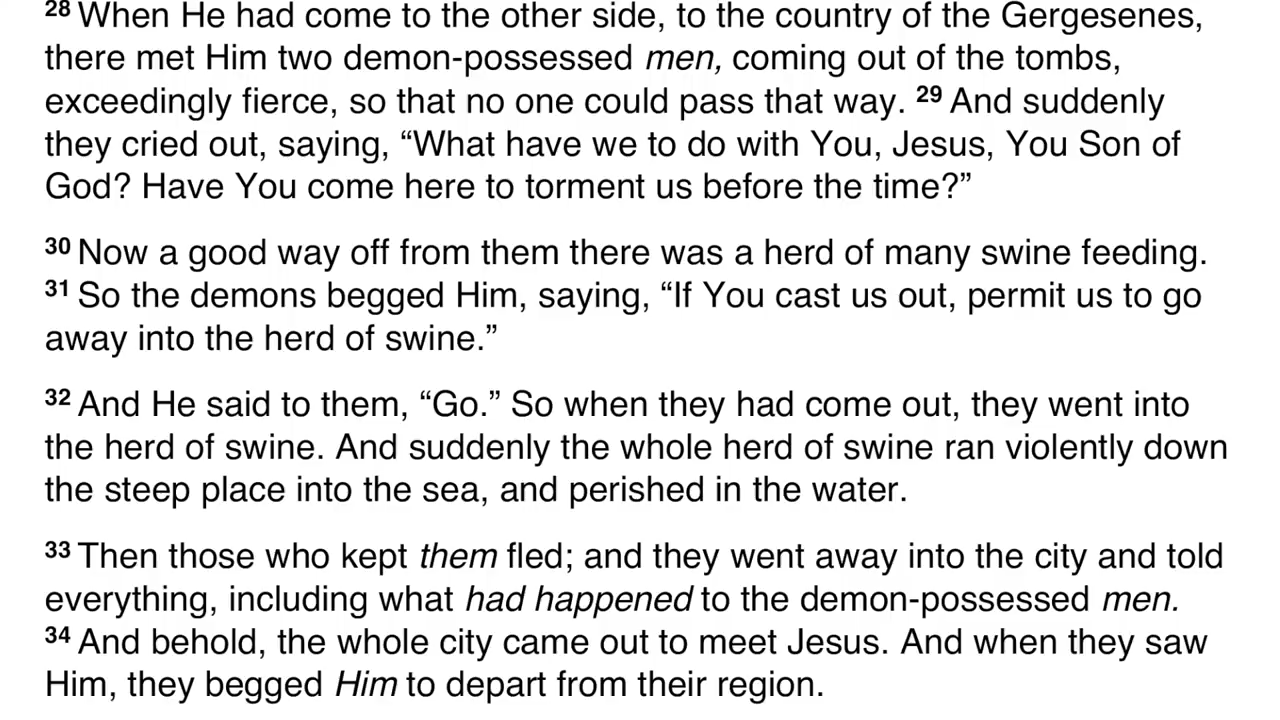 28 When He had come to the other side, to the country of the Gergesenes,
there met Him two demon-possessed men, coming out of the tombs,
exceedingly fierce, so that no one could pass that way. 29 And suddenly
they cried out, saying, “What have we to do with You, Jesus, You Son of
God? Have You come here to torment us before the time?”
30 Now a good way off from them there was a herd of many swine feeding.
31 So the demons begged Him, saying, “If You cast us out, permit us to go
away into the herd of swine.”
32 And He said to them, “Go.” So when they had come out, they went into
the herd of swine. And suddenly the whole herd of swine ran violently down
the steep place into the sea, and perished in the water.
33 Then those who kept them fled; and they went away into the city and told
everything, including what had happened to the demon-possessed men.
34 And behold, the whole city came out to meet Jesus. And when they saw
Him, they begged Him to depart from their region.